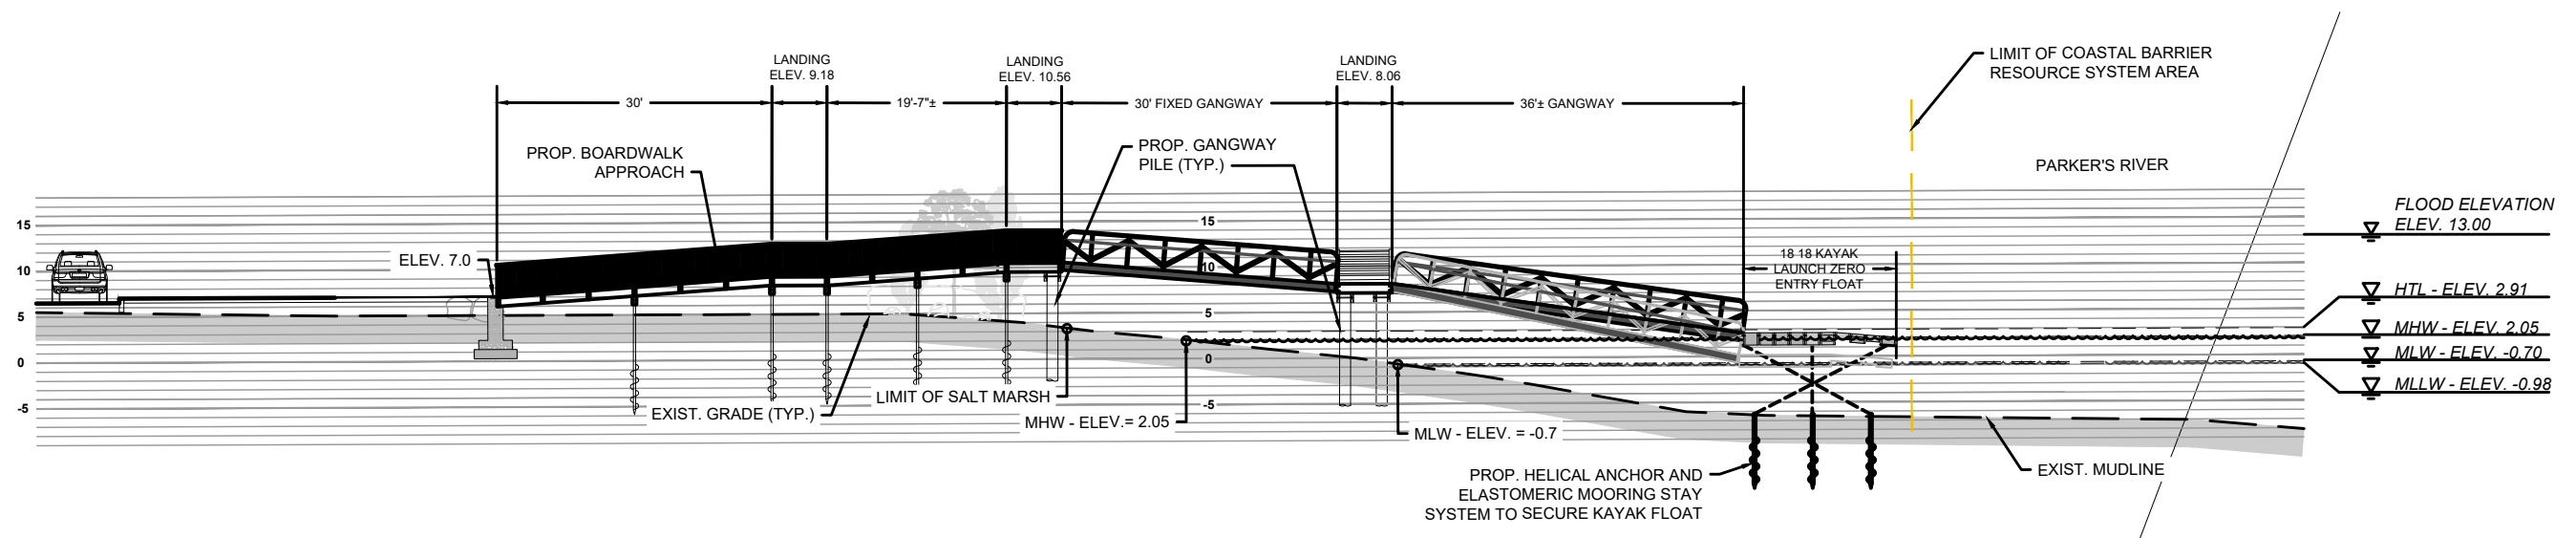 LANDING
ELEV. 9.18
LANDING
ELEV. 10.56
LANDING
ELEV. 8.06
LIMIT OF COASTAL BARRIER
RESOURCE SYSTEM AREA
30'
19'-7"±
30' FIXED GANGWAY
36'± GANGWAY
PROP. BOARDWALK
APPROACH
PROP. GANGWAY
PILE (TYP.)
PARKER'S RIVER
FLOOD ELEVATION
ELEV. 13.00
15
10
5
0
-5
ELEV. 7.0
15
10
5
0
-5
18 18 KAYAK
LAUNCH ZERO
ENTRY FLOAT
HTL - ELEV. 2.91
MHW - ELEV. 2.05
MLW - ELEV. -0.70
MLLW - ELEV. -0.98
LIMIT OF SALT MARSH
EXIST. GRADE (TYP.)
MHW - ELEV.= 2.05
MLW - ELEV. = -0.7
PROP. HELICAL ANCHOR AND
ELASTOMERIC MOORING STAY
SYSTEM TO SECURE KAYAK FLOAT
EXIST. MUDLINE